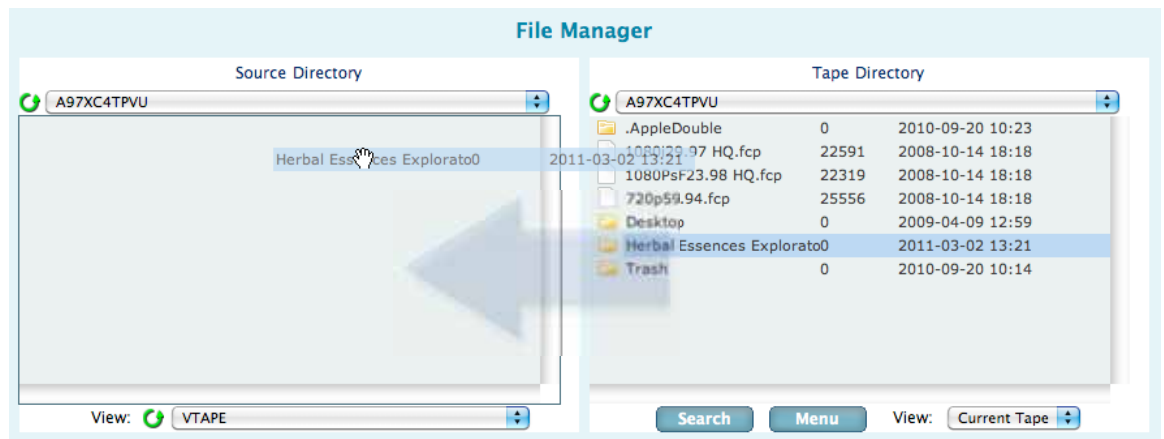 File Manager
Source Directory
A97XC4TPVU
Herbal Essences Explorato0 2011-03-02 13:21
View: VTAPE
Tape Directory
A97XC4TPVU
.AppleDouble 0 2010-09-20 10:23
1080i29.97 HQ.fcp 22591 2008-10-14 18:18
1080PsF23.98 HQ.fcp 22319 2008-10-14 18:18
720p59.94.fcp 25556 2008-10-14 18:18
Desktop 0 2009-04-09 12:59
Herbal Essences Explorato0 2011-03-02 13:21
Trash 0 2010-09-20 10:14
Search Menu View: Current Tape